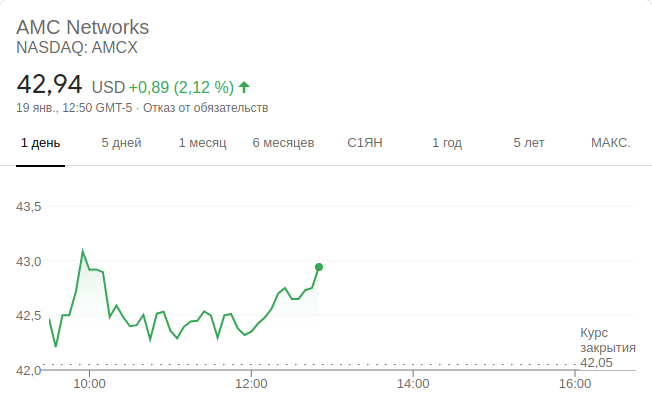 AMC Networks
NASDAQ: AMCX
42,94 USD +0,89 (2,12 %)
19 янв., 12:50 GMT-5 · Отказ от обязательств
1 день 5 дней 1 месяц 6 месяцев С1ЯН 1 год 5 лет МАКС.
43,5
43,0
42,5
Курс
закрытия
42,05
42,0
10:00 12:00 14:00 16:00